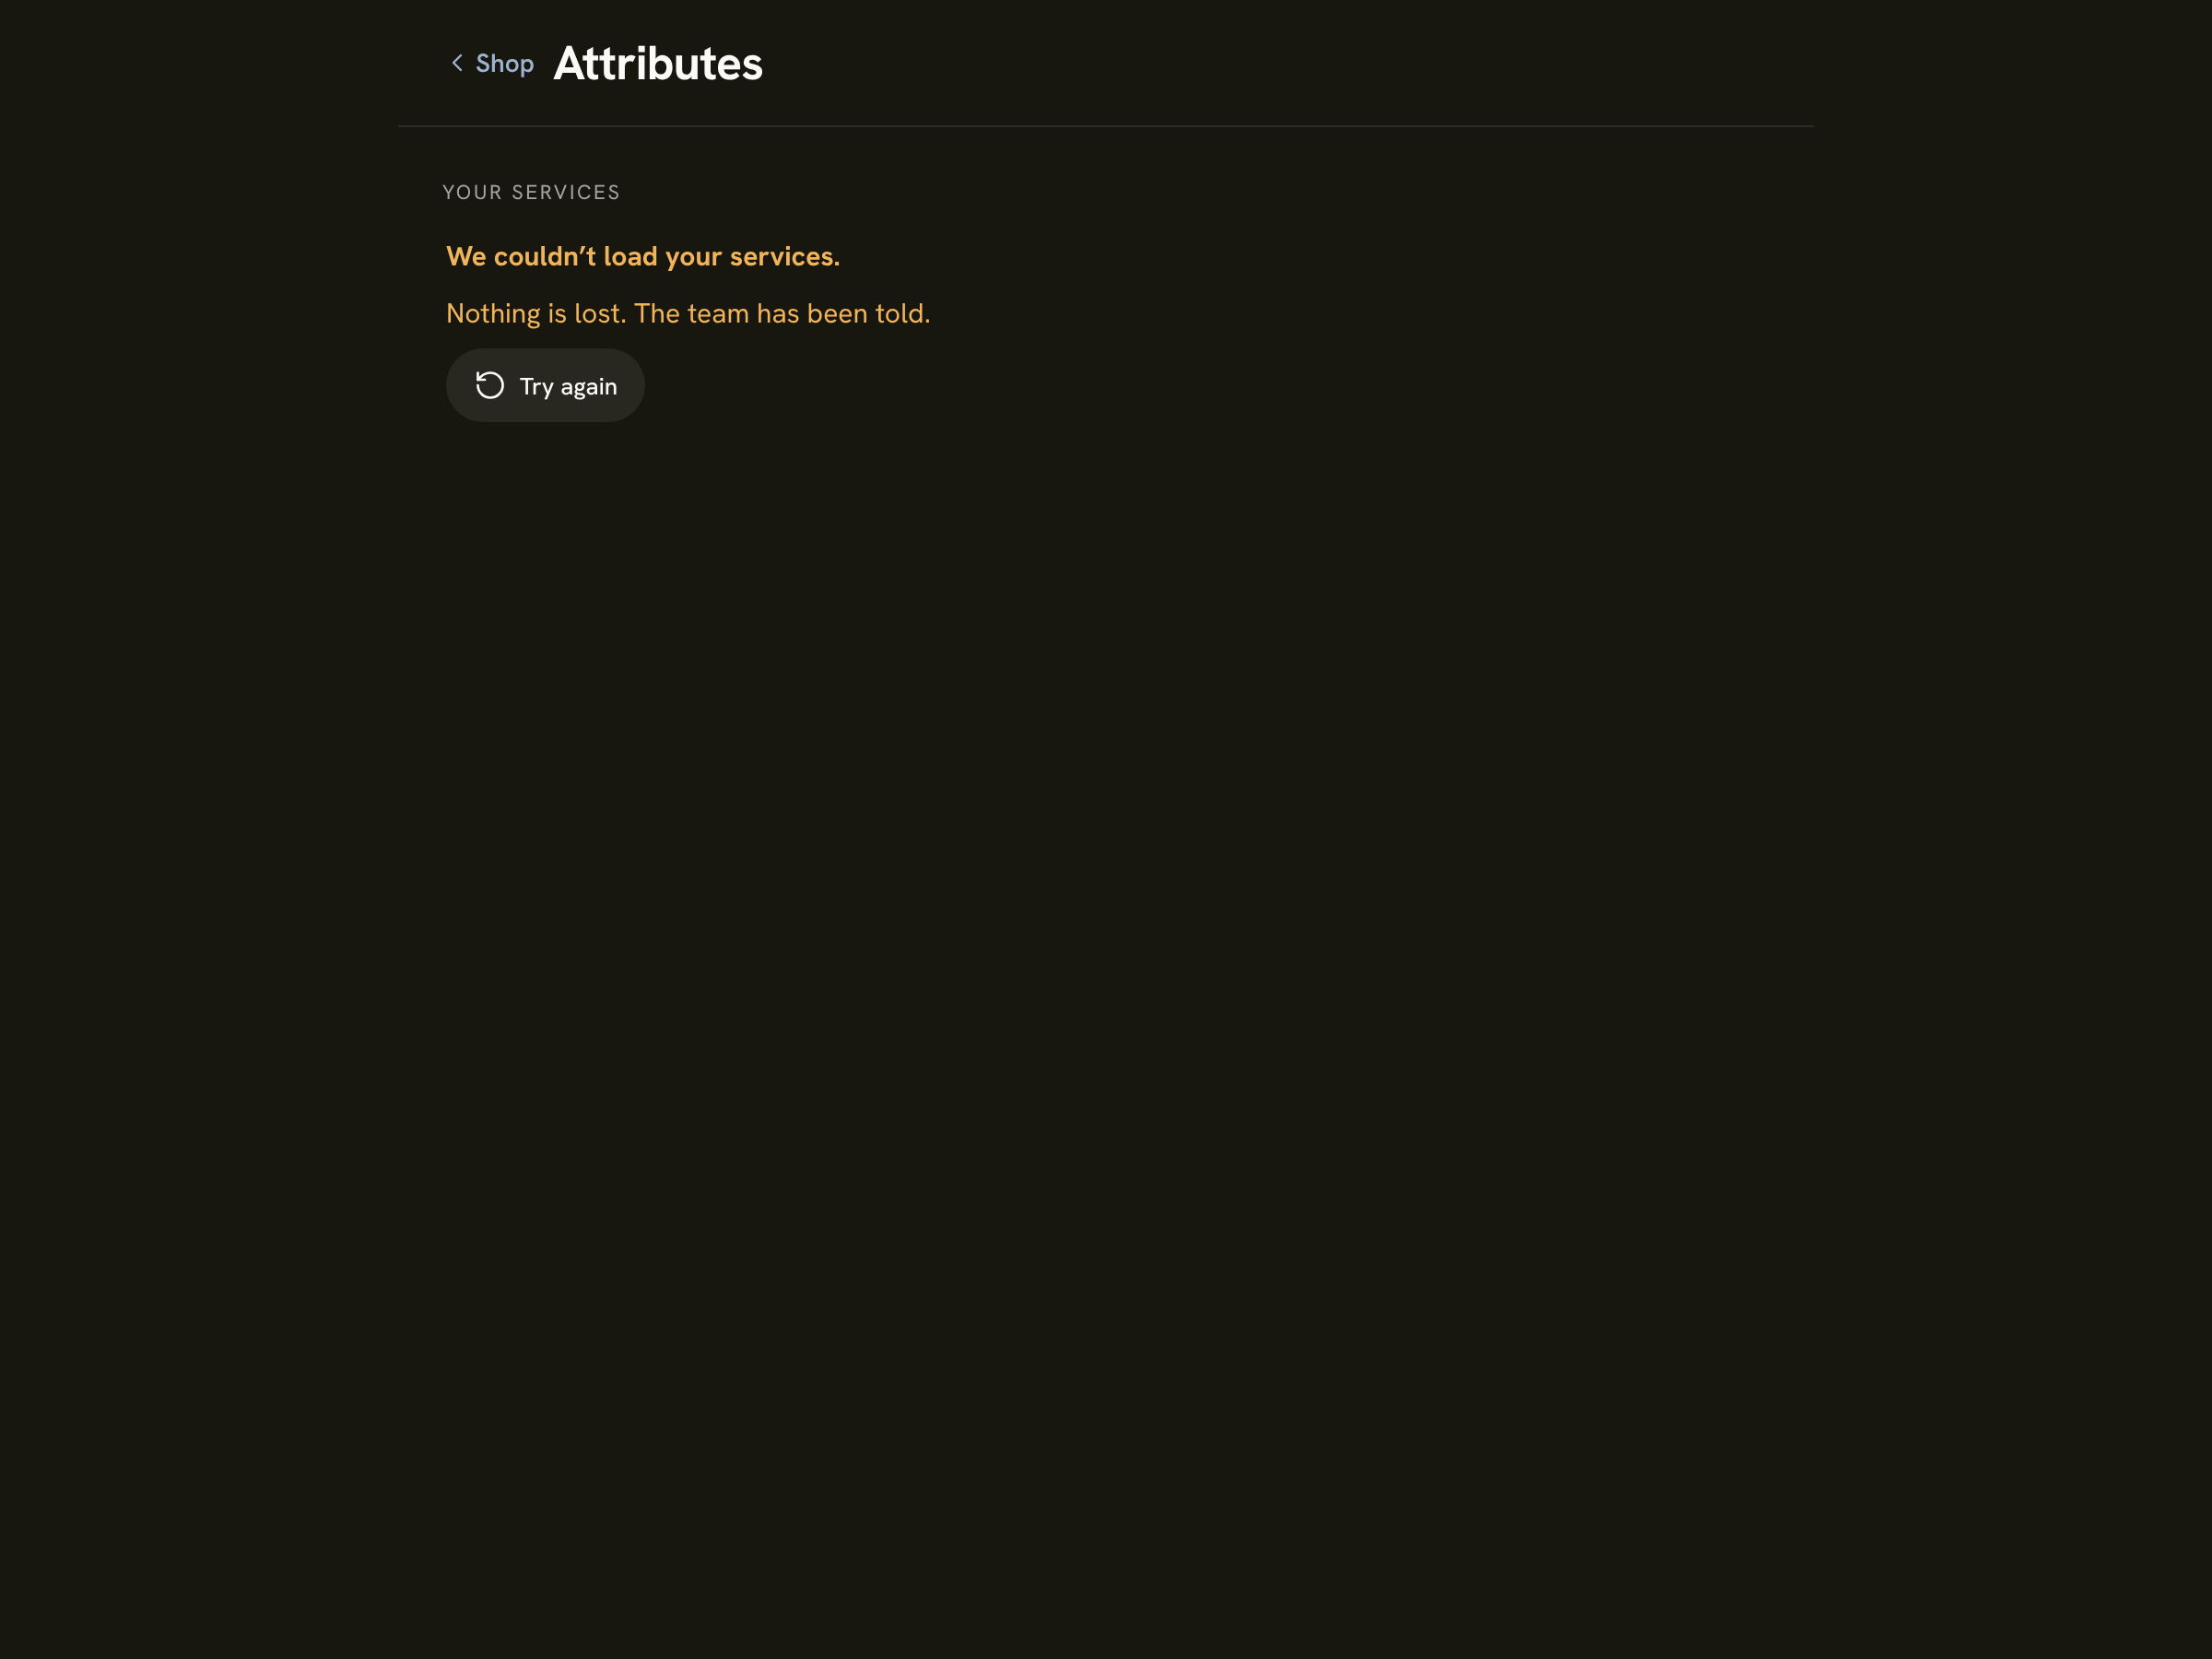 Shop Attributes
YOUR SERVICES
We couldn’t load your services.
Nothing is lost. The team has been told.
Try again